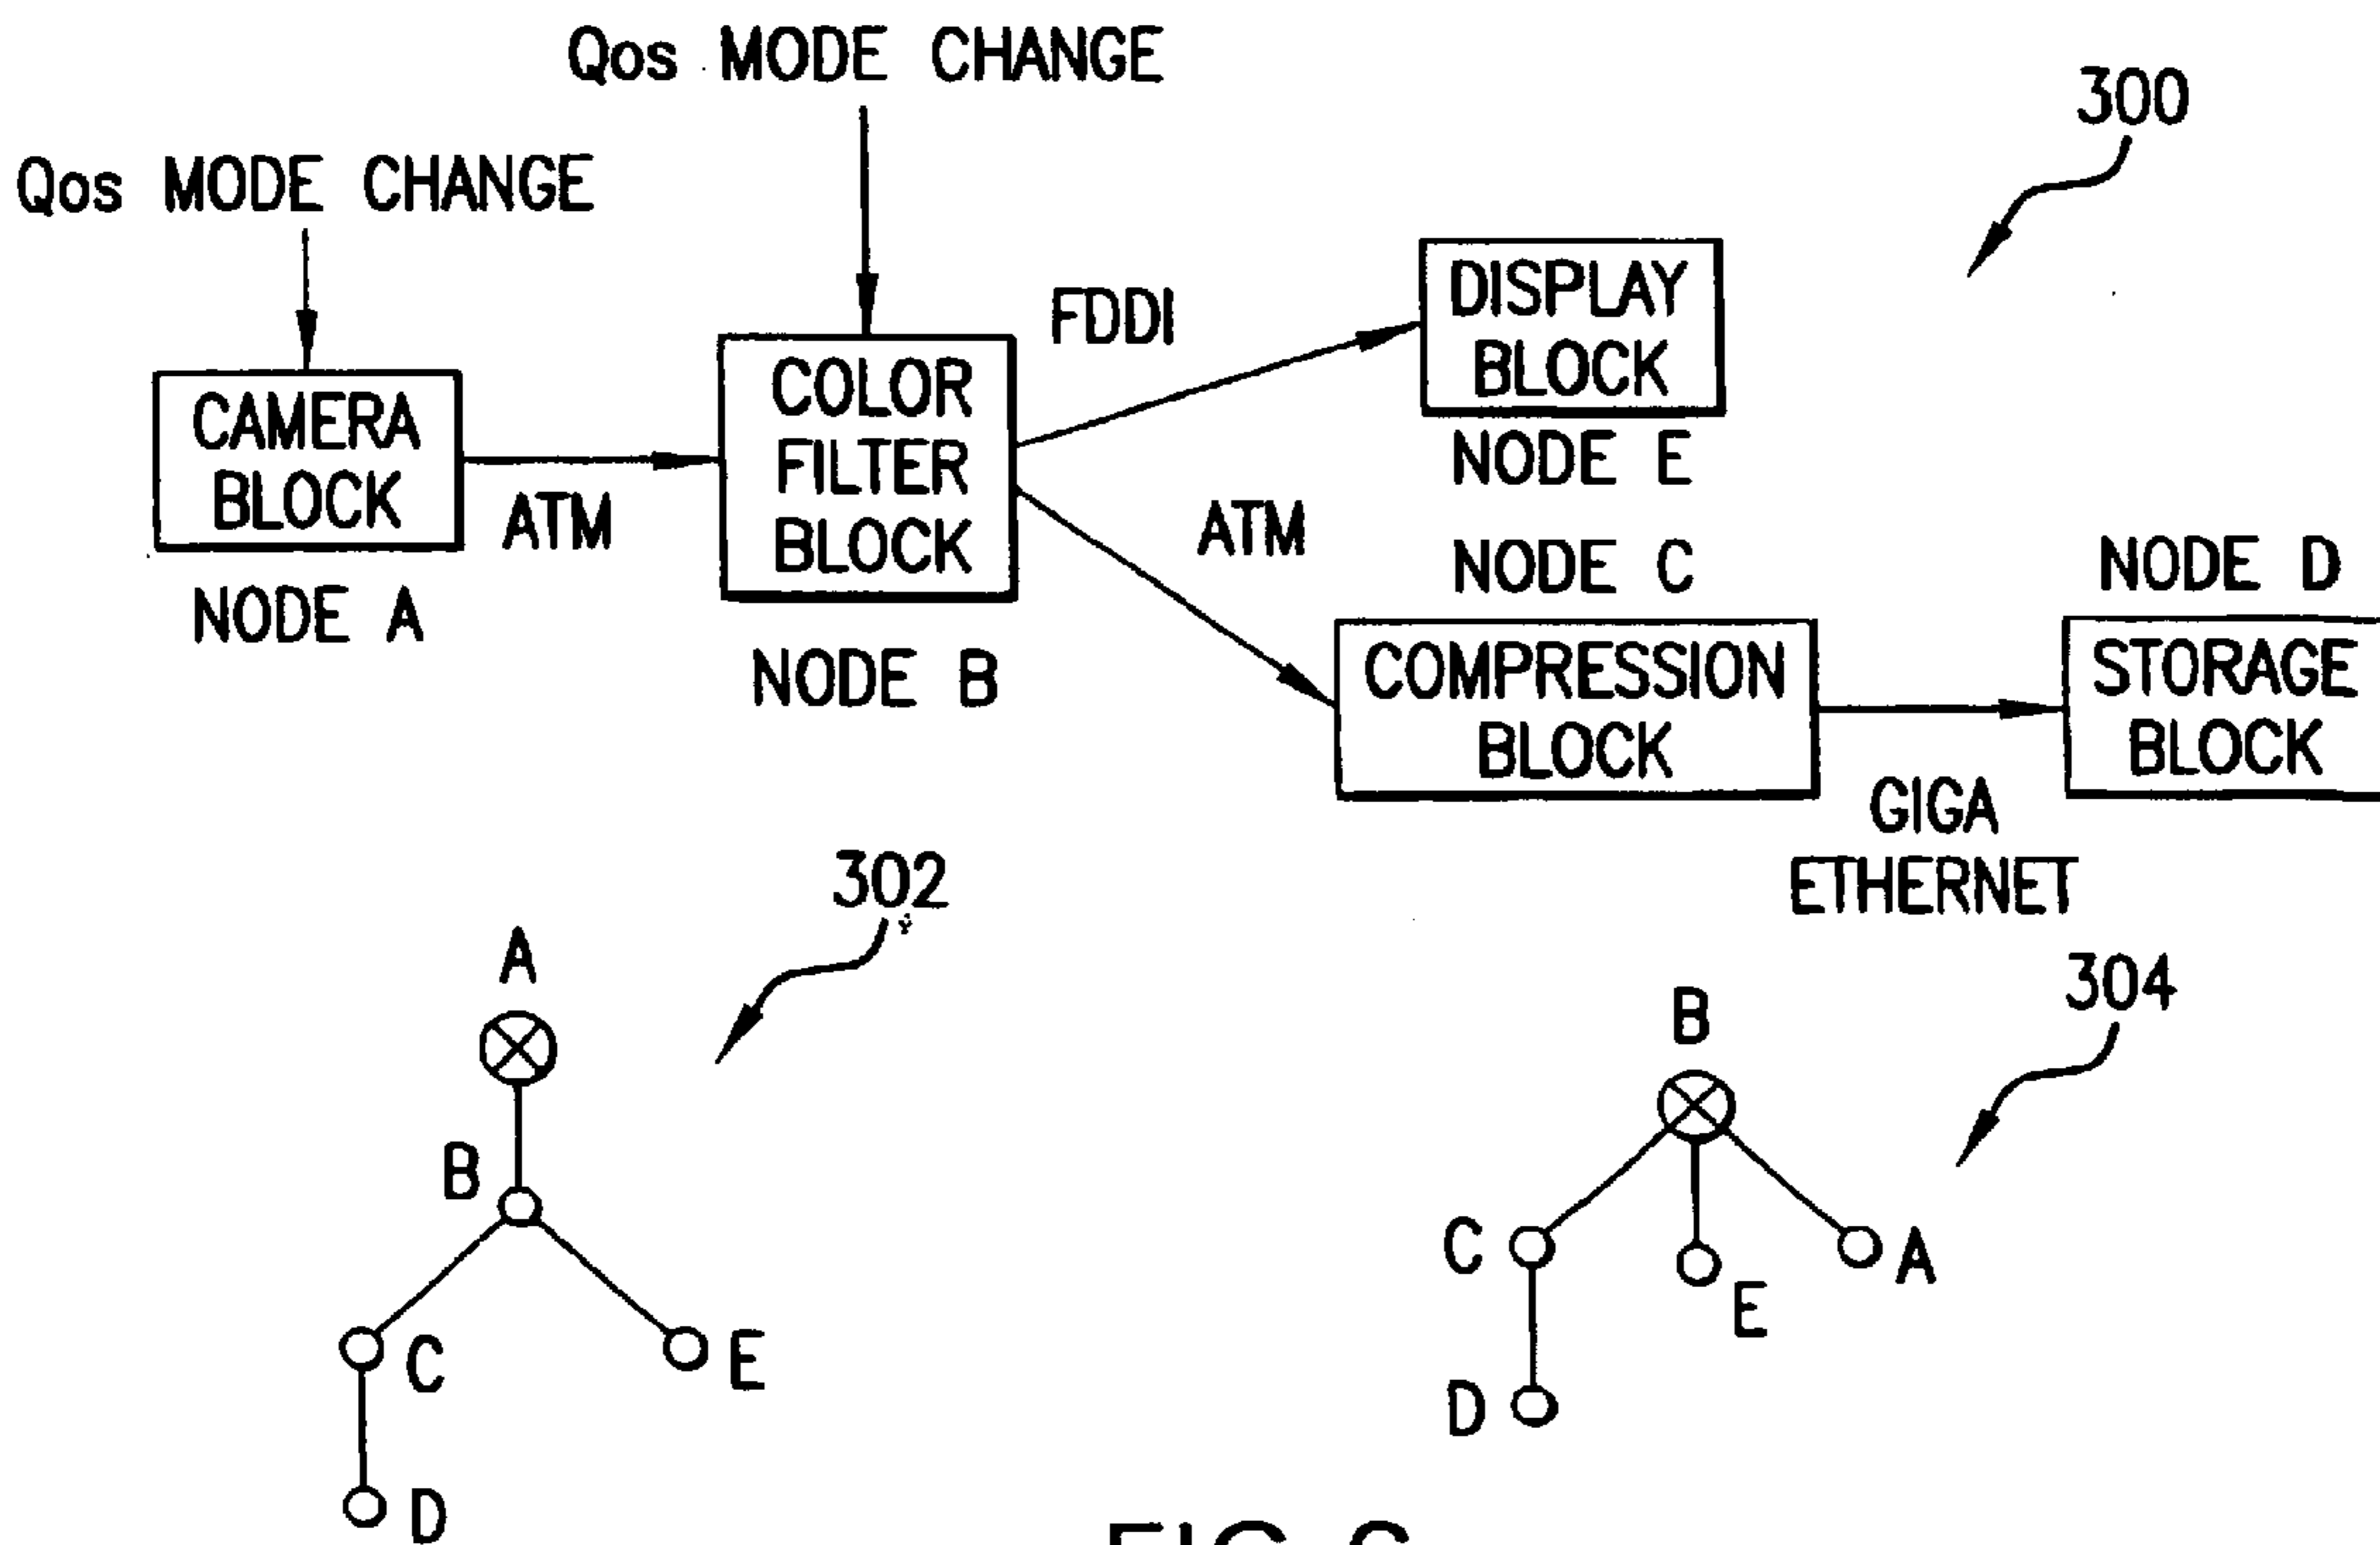 Qos MODE CHANGE
300
Qos MODE CHANGE
DISPLAY
BLOCK
NODE E
FDDI
COLOR
FILTER
BLOCK
NODE B
CAMERA
BLOCK
NODE A
ATM
ATM
NODE C
NODE D
COMPRESSION
BLOCK
STORAGE
BLOCK
GIGA
ETHERNET
302
A
B
C
E
D
304
B
C
E
A
D